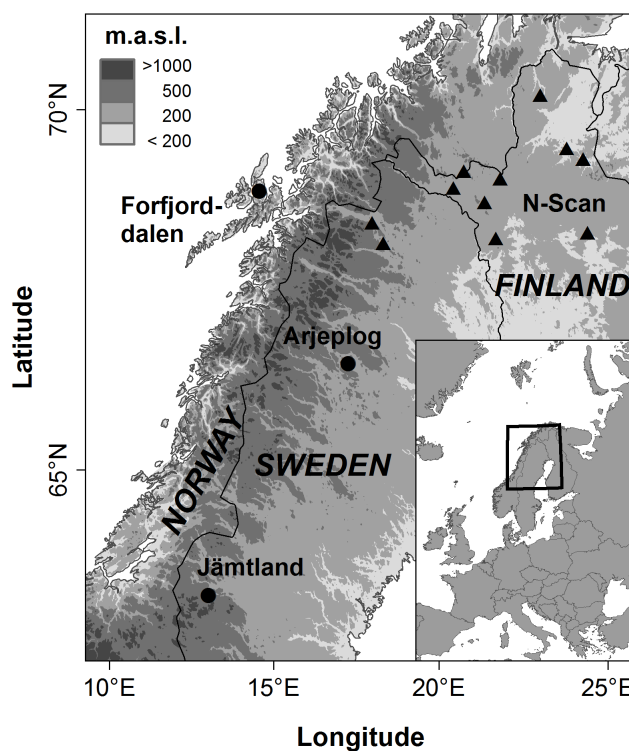 m.a.s.l.
>1000
500
200
< 200
70°N
Forfjord-
dalen
N-Scan
FINLAND
Arjeplog
Latitude
NORWAY
SWEDEN
65°N
Jämtland
10°E
15°E
20°E
25°E
Longitude